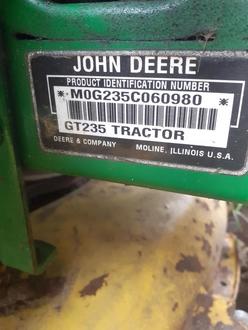 JOHN DEERE
PRODUCT IDENTIFICATION NUMBER
*M0G235C060980*
GT235 TRACTOR
DEERE & COMPANY MOLINE, ILLINOIS U.S.A.